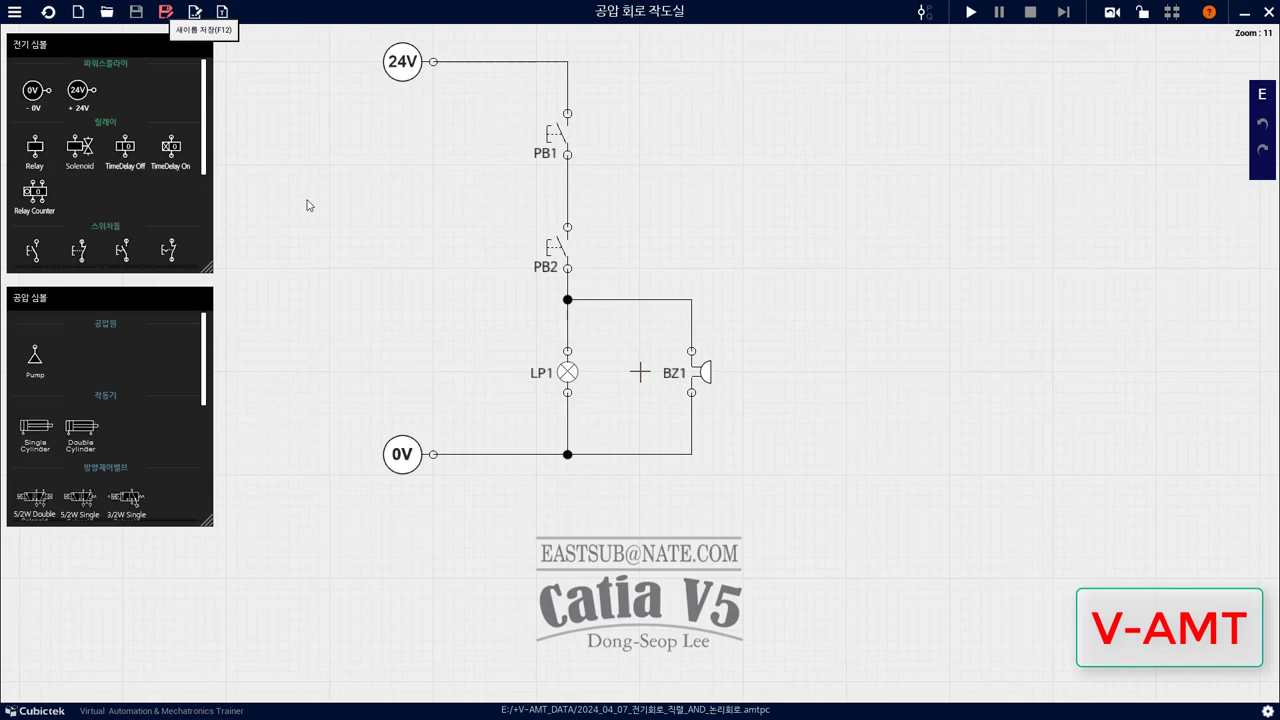 공압 회로 작도실
새이름 저장(F12)
Zoom : 11
전기 심볼
파워스플라이
0V
24V
- 0V
+ 24V
릴레이
Relay
Solenoid
TimeDelay Off
TimeDelay On
Relay Counter
스위치들
공압 심볼
공압원
Pump
작동기
Single
Cylinder
Double
Cylinder
방향제어밸브
5/2W Double
5/2W Single
3/2W Single
24V
PB1
PB2
LP1
BZ1
0V
E
EASTSUB@NATE.COM
Catia V5
Dong-Seop Lee
V-AMT
Cubictek
Virtual Automation & Mechatronics Trainer
E:/+V-AMT_DATA/2024_04_07_전기회로_직렬_AND_논리회로.amtpc